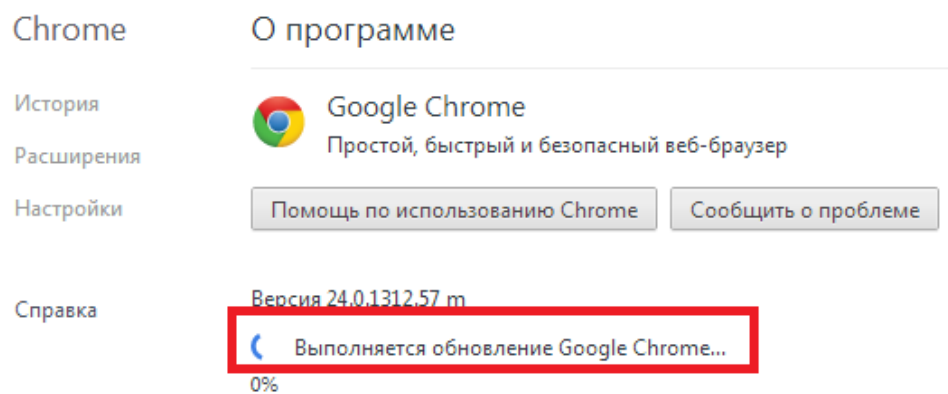 Chrome
О программе
История
Google Chrome
Простой, быстрый и безопасный веб-браузер
Расширения
Настройки
Помощь по использованию Chrome
Сообщить о проблеме
Справка
Версия 24.0.1312.57 m
Выполняется обновление Google Chrome...
0%